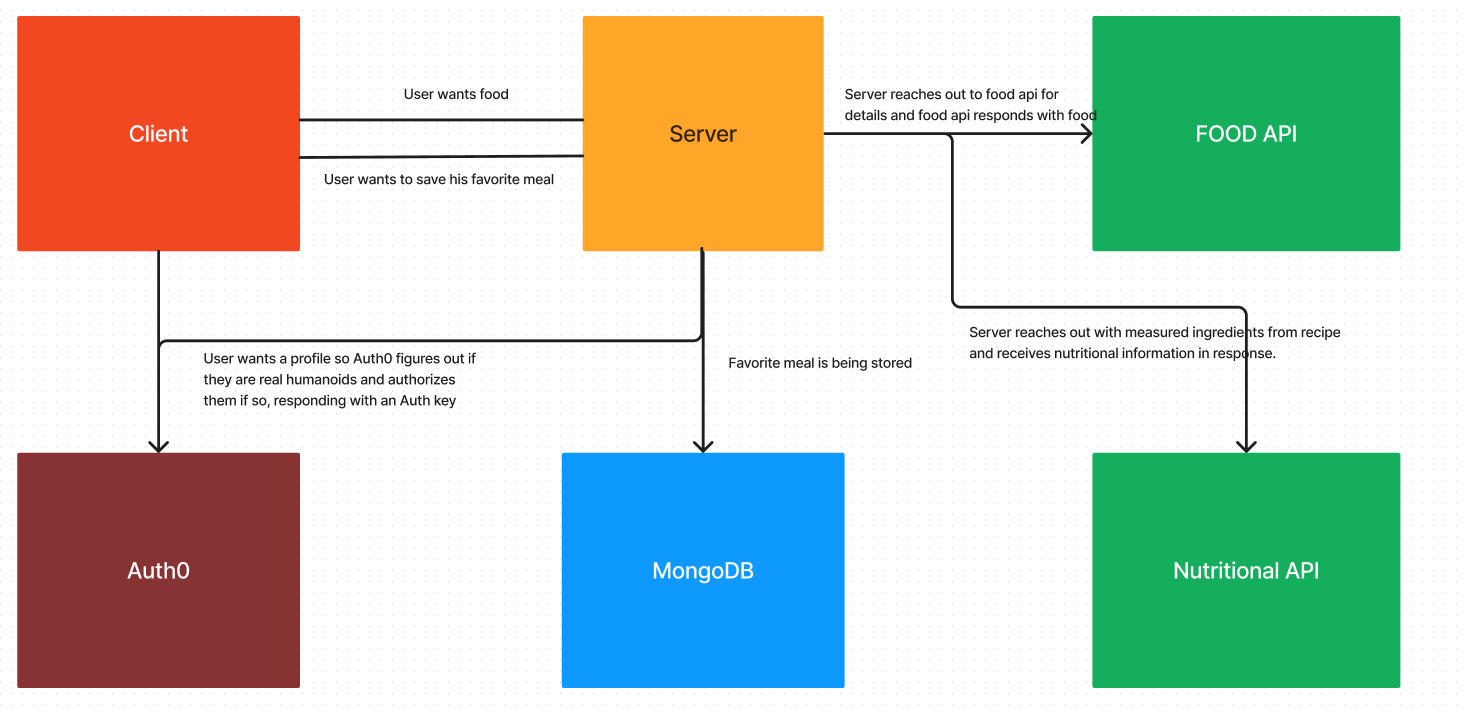 User wants food
Server reaches out to food api for
details and food api responds with food
Client
Server
FOOD API
User wants to save his favorite meal
Server reaches out with measured ingredients from recipe
and receives nutritional information in response.
User wants a profile so Auth0 figures out if
they are real humanoids and authorizes
them if so, responding with an Auth key
Favorite meal is being stored
Auth0
MongoDB
Nutritional API